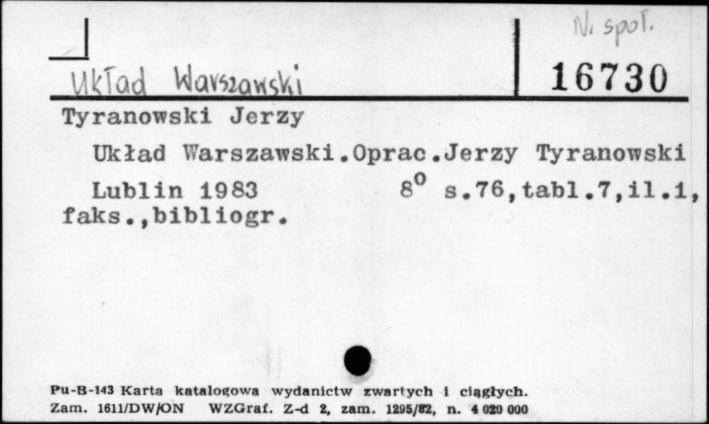 N. społ.
Układ Warszawski
16730
Tyranowski Jerzy
Układ Warszawski.Oprac.Jerzy Tyranowski
Lublin 1983 8° s.76,tabl.7,il.1,
faks.,bibliogr.
Pu-B-143 Karta katalogowa wydanictw zwartych i ciągłych.
Zam. 1611/DW/ON WZGraf. Z-d 2, zam. 1295/82, n. 4 020 000